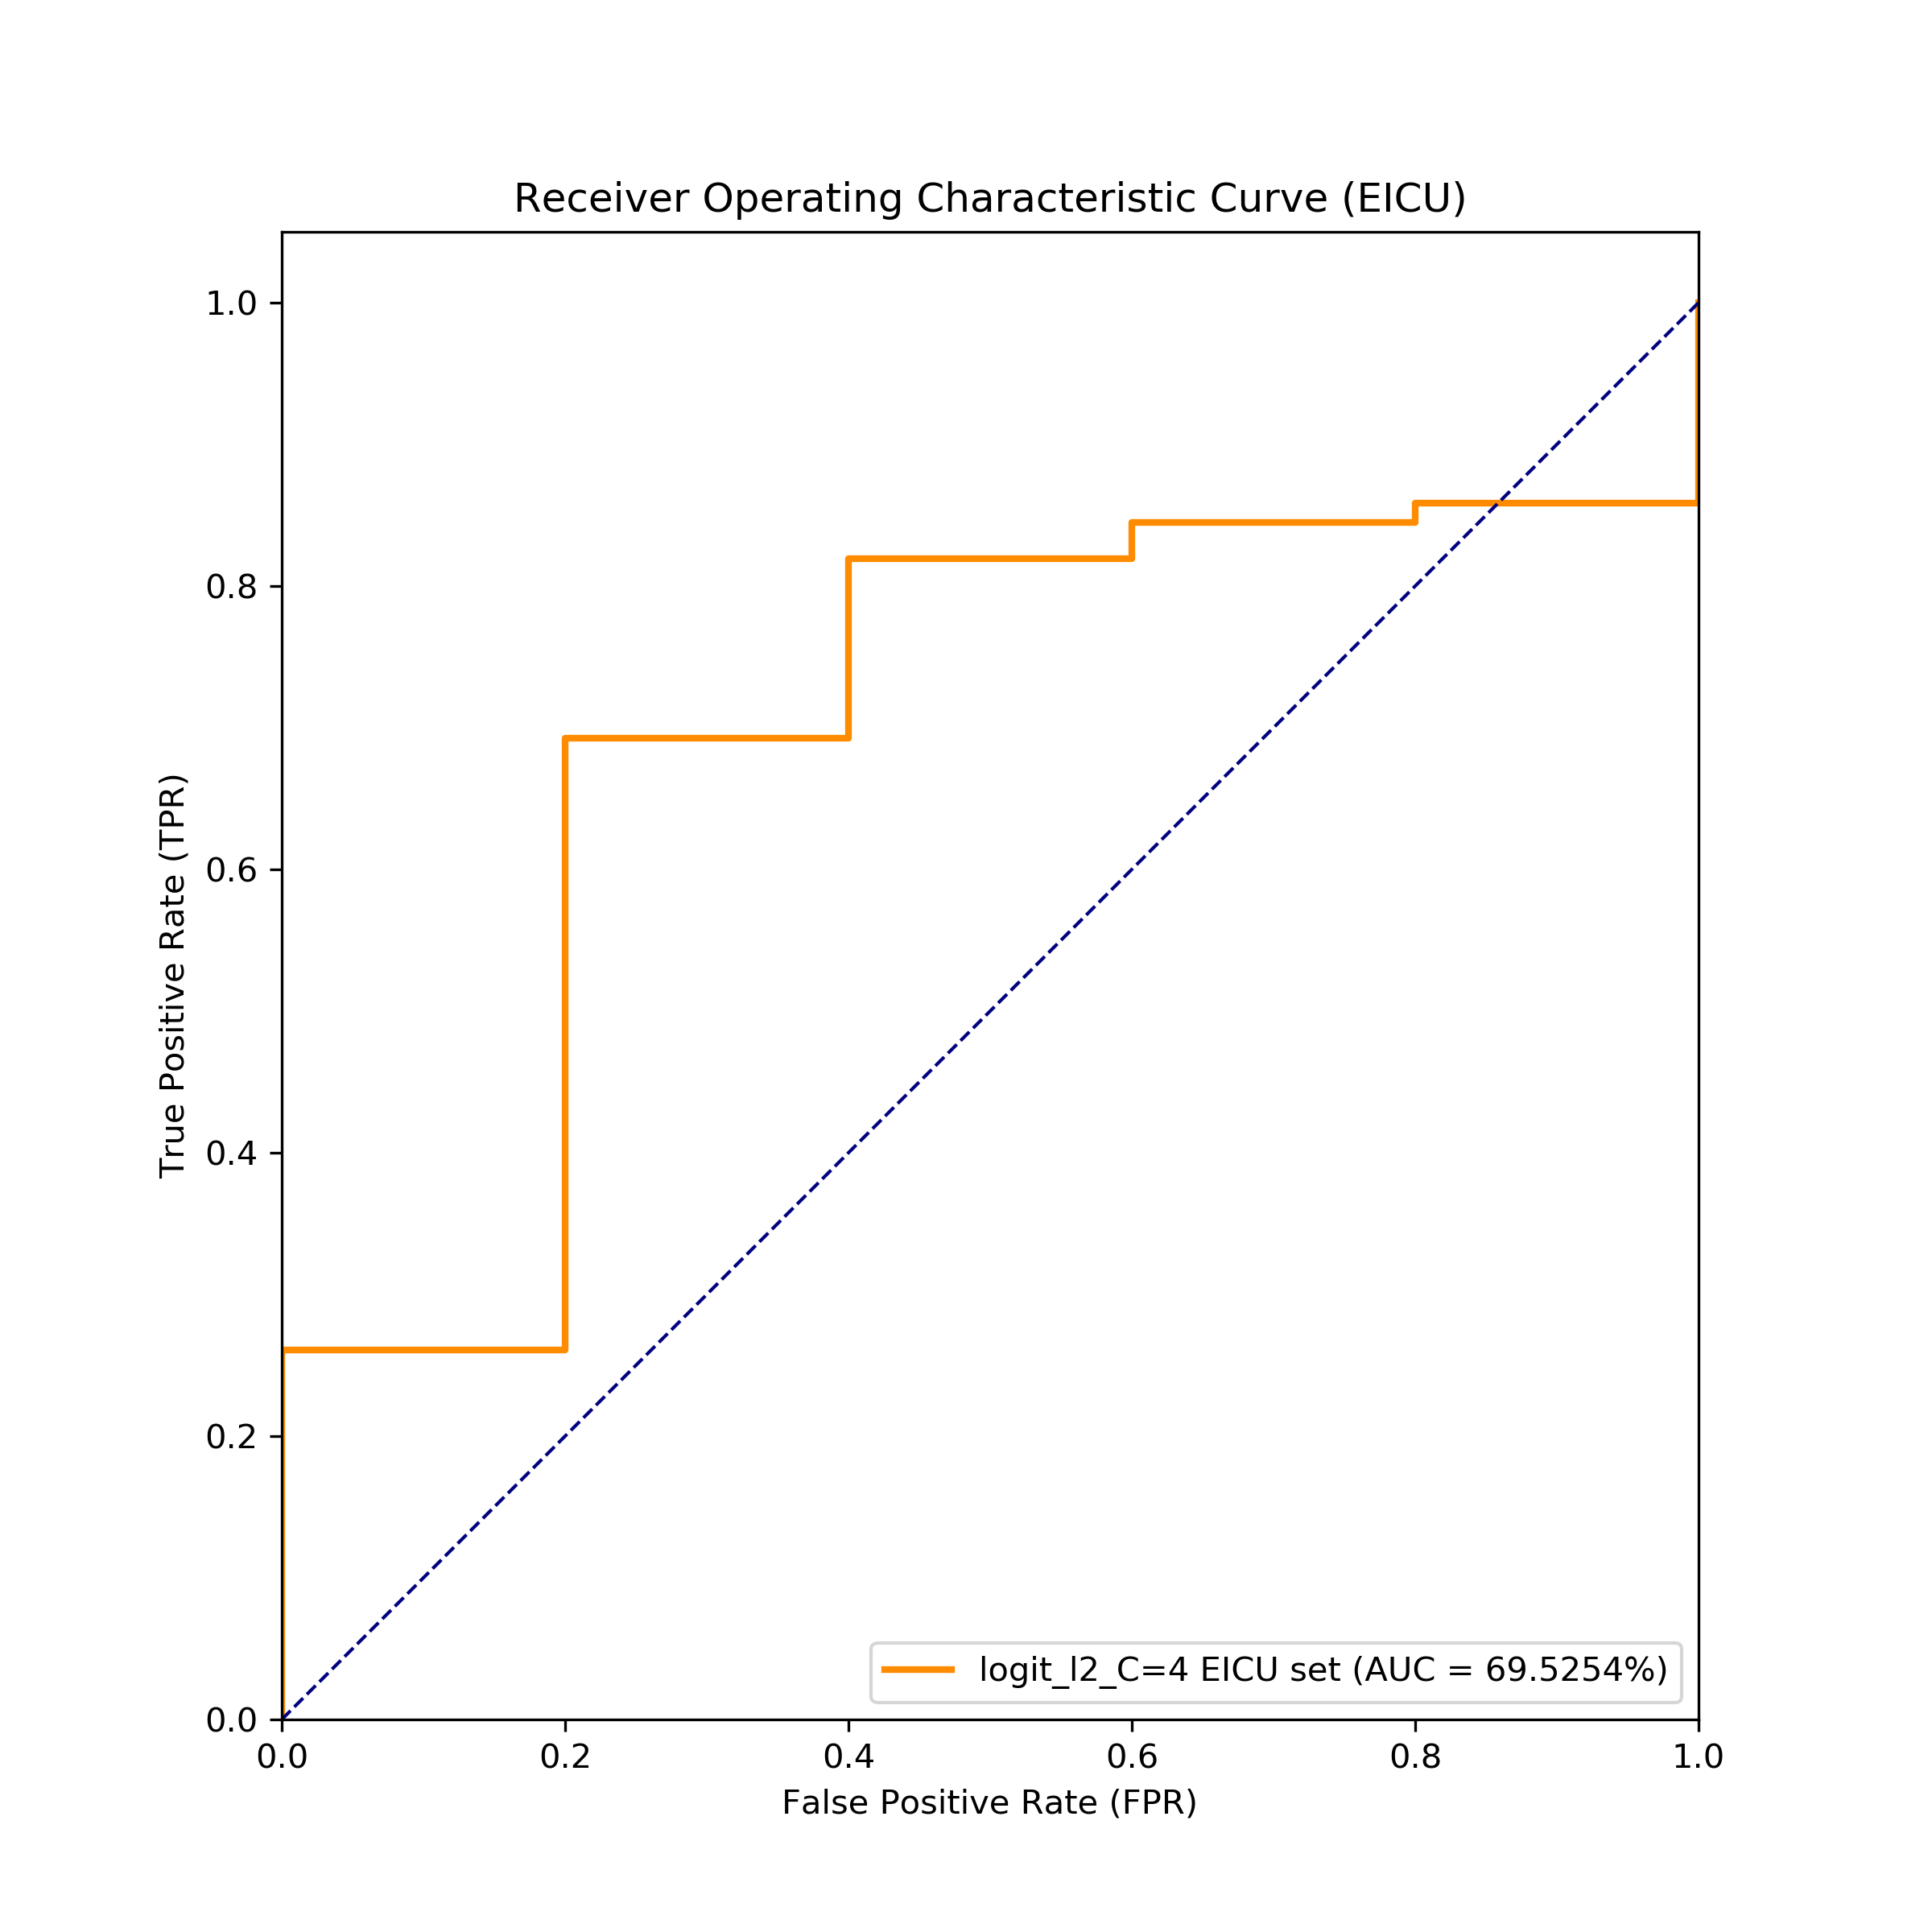 Receiver Operating Characteristic Curve (EICU)
True Positive Rate (TPR)
1.0
0.8
0.6
0.4
0.2
0.0
logit_l2_C=4 EICU set (AUC = 69.5254%)
0.0 0.2 0.4 0.6 0.8 1.0
False Positive Rate (FPR)